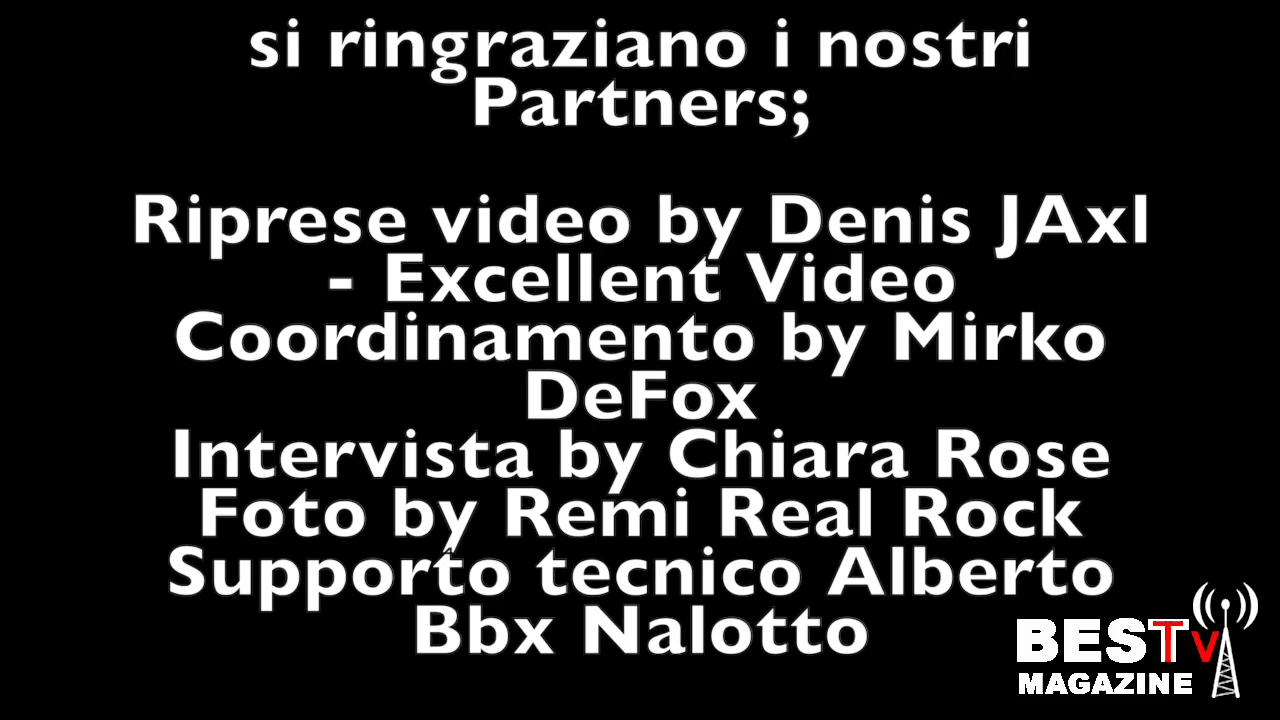 si ringraziano i nostri
Partners;
Riprese video by Denis JAxl
- Excellent Video
Coordinamento by Mirko
DeFox
Intervista by Chiara Rose
Foto by Remi Real Rock
Supporto tecnico Alberto
Bbx Nalotto
BESTv
MAGAZINE